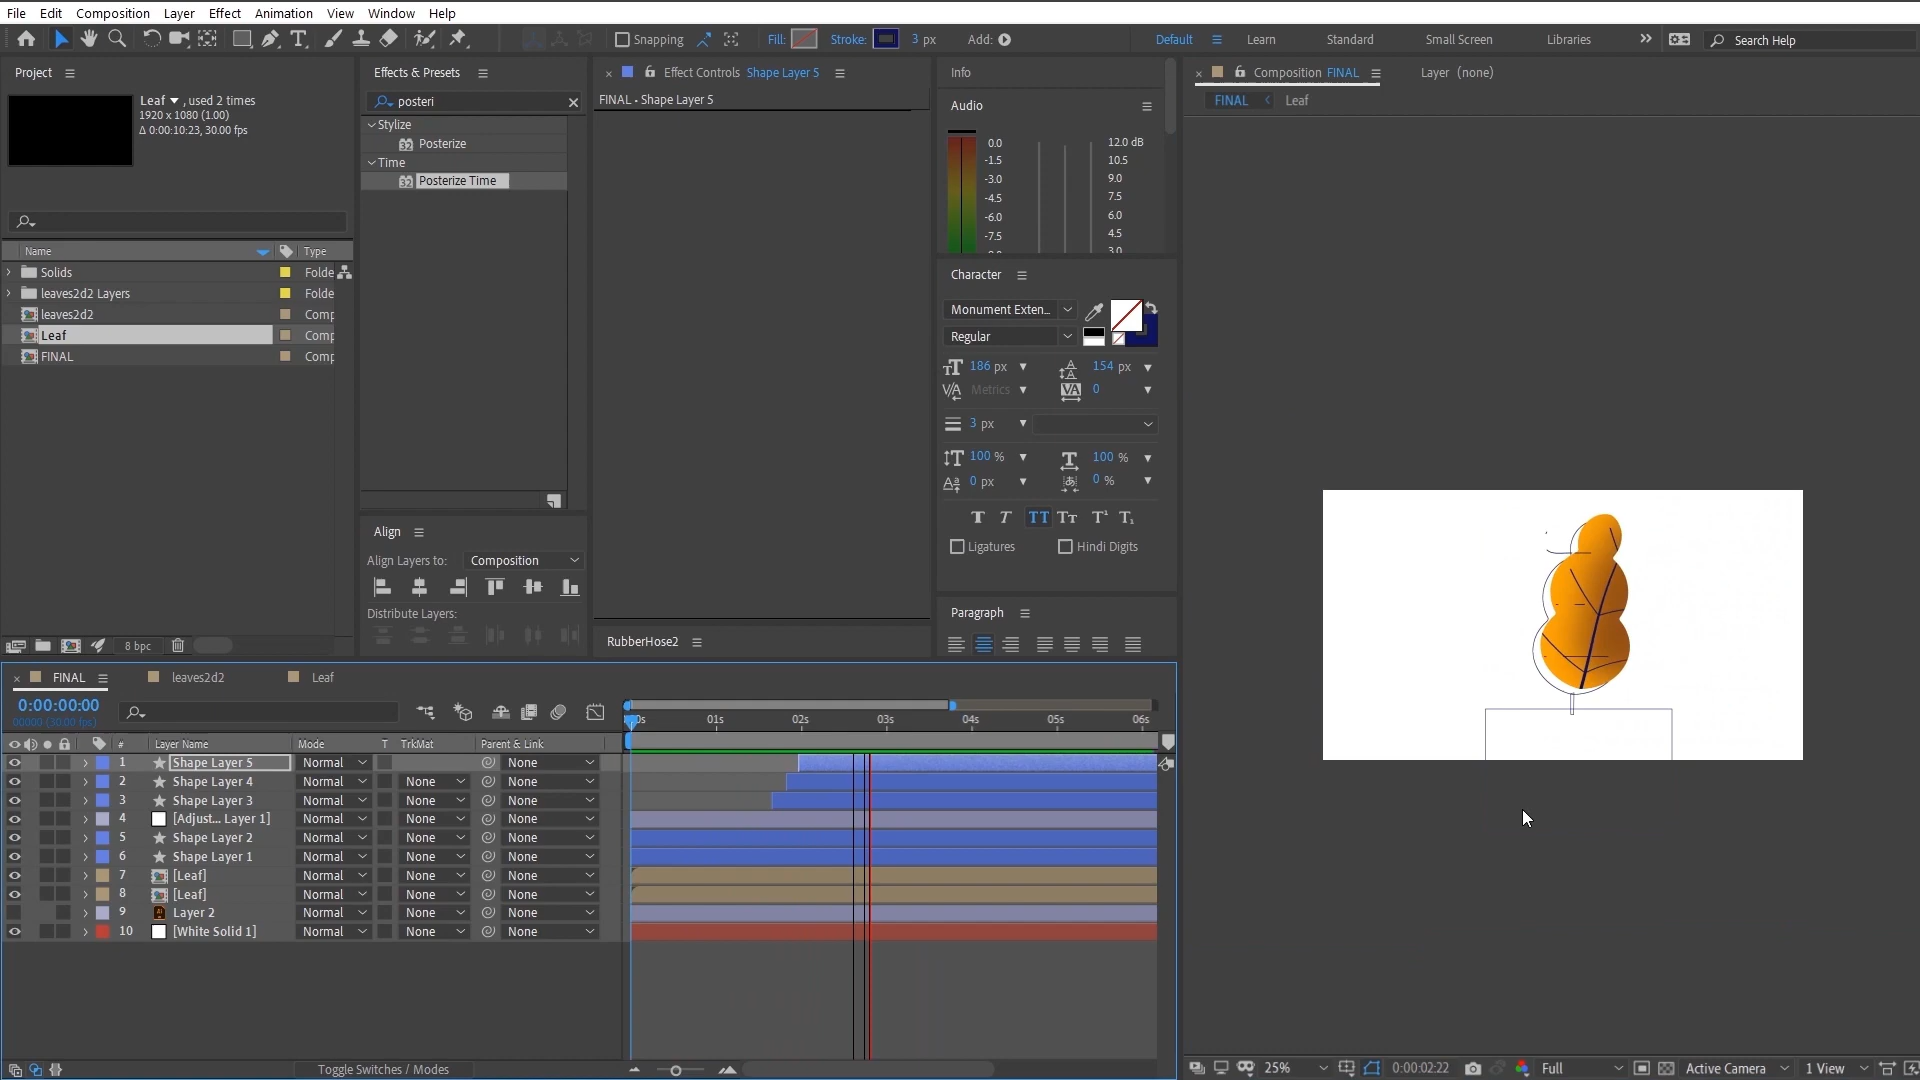 File Edit Composition Layer Effect Animation View Window Help
Snapping Fill: Stroke: 3 px Add: Default Learn Standard Small Screen Libraries Search Help
Project
Leaf , used 2 times
1920 x 1080 (1.00)
Δ 0:00:10:23, 30.00 fps
Name Type
Solids Folde
leaves2d2 Layers Folde
leaves2d2 Comp
Leaf Comp
FINAL Comp
8 bpc
Effects & Presets
posteri
Stylize
32 Posterize
Time
32 Posterize Time
Align
Align Layers to: Composition
Distribute Layers:
Effect Controls Shape Layer 5
FINAL • Shape Layer 5
RubberHose2
Info
Audio
0.0 12.0 dB
-1.5 10.5
-3.0 9.0
-4.5 7.5
-6.0 6.0
-7.5 4.5
3.0
Character
Monument Exten...
Regular
186 px 154 px
Metrics 0
3 px
100 % 100 %
0 px 0 %
Ligatures Hindi Digits
Paragraph
Composition FINAL Layer (none)
FINAL Leaf
FINAL leaves2d2 Leaf
0:00:00:00
00000 (30.00 fps)
01s 02s 03s 04s 05s 06s
# Layer Name Mode T TrkMat Parent & Link
1 Shape Layer 5 Normal None
2 Shape Layer 4 Normal None None
3 Shape Layer 3 Normal None None
4 [Adjust... Layer 1] Normal None None
5 Shape Layer 2 Normal None None
6 Shape Layer 1 Normal None None
7 [Leaf] Normal None None
8 [Leaf] Normal None None
9 Layer 2 Normal None None
10 [White Solid 1] Normal None None
Toggle Switches / Modes
25% 0:00:02:22 Full Active Camera 1 View